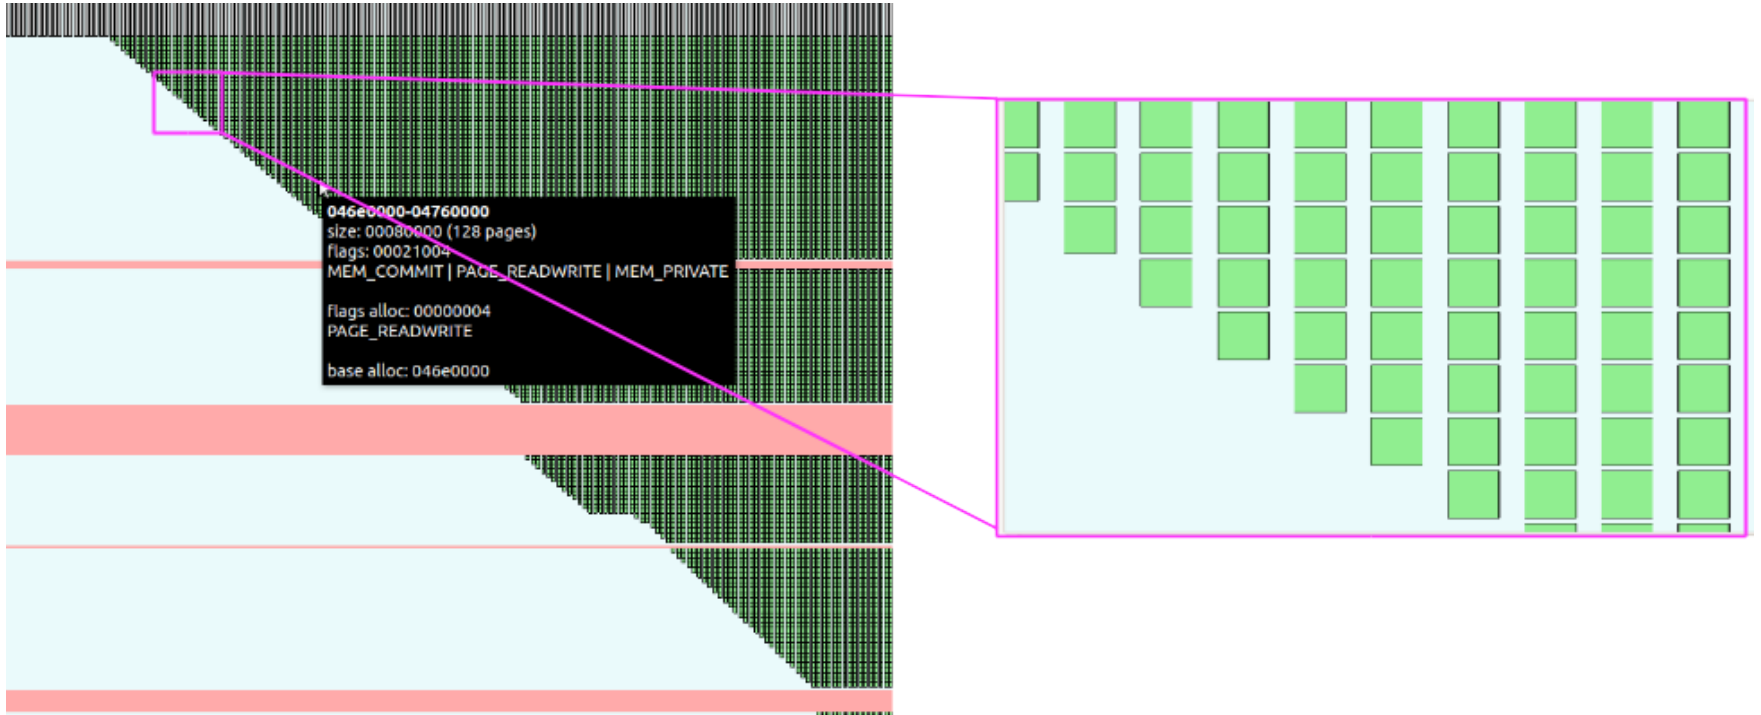 046e0000-04760000
size: 00080000 (128 pages)
flags: 00021004
MEM_COMMIT | PAGE_READWRITE | MEM_PRIVATE
flags alloc: 00000004
PAGE_READWRITE
base alloc: 046e0000